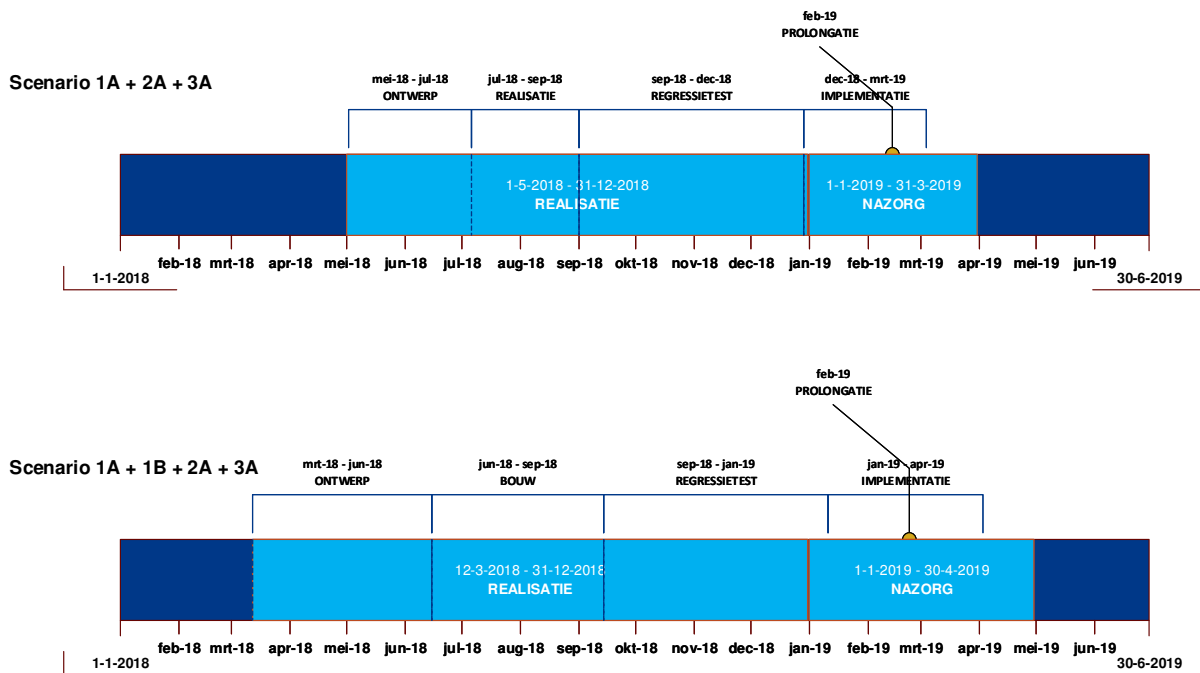 feb-19
PROLONGATIE
Scenario 1A + 2A + 3A
mei-18 - jul-18
ONTWERP
jul-18 - sep-18
REALISATIE
sep-18 - dec-18
REGRESSIETEST
dec-18 - mrt-19
IMPLEMENTATIE
1-5-2018 - 31-12-2018
REALISATIE
1-1-2019 - 31-3-2019
NAZORG
feb-18 mrt-18 apr-18 mei-18 jun-18 jul-18 aug-18 sep-18 okt-18 nov-18 dec-18 jan-19 feb-19 mrt-19 apr-19 mei-19 jun-19
1-1-2018 30-6-2019
feb-19
PROLONGATIE
Scenario 1A + 1B + 2A + 3A
mrt-18 - jun-18
ONTWERP
jun-18 - sep-18
BOUW
sep-18 - jan-19
REGRESSIETEST
jan-19 - apr-19
IMPLEMENTATIE
12-3-2018 - 31-12-2018
REALISATIE
1-1-2019 - 30-4-2019
NAZORG
feb-18 mrt-18 apr-18 mei-18 jun-18 jul-18 aug-18 sep-18 okt-18 nov-18 dec-18 jan-19 feb-19 mrt-19 apr-19 mei-19 jun-19
1-1-2018 30-6-2019